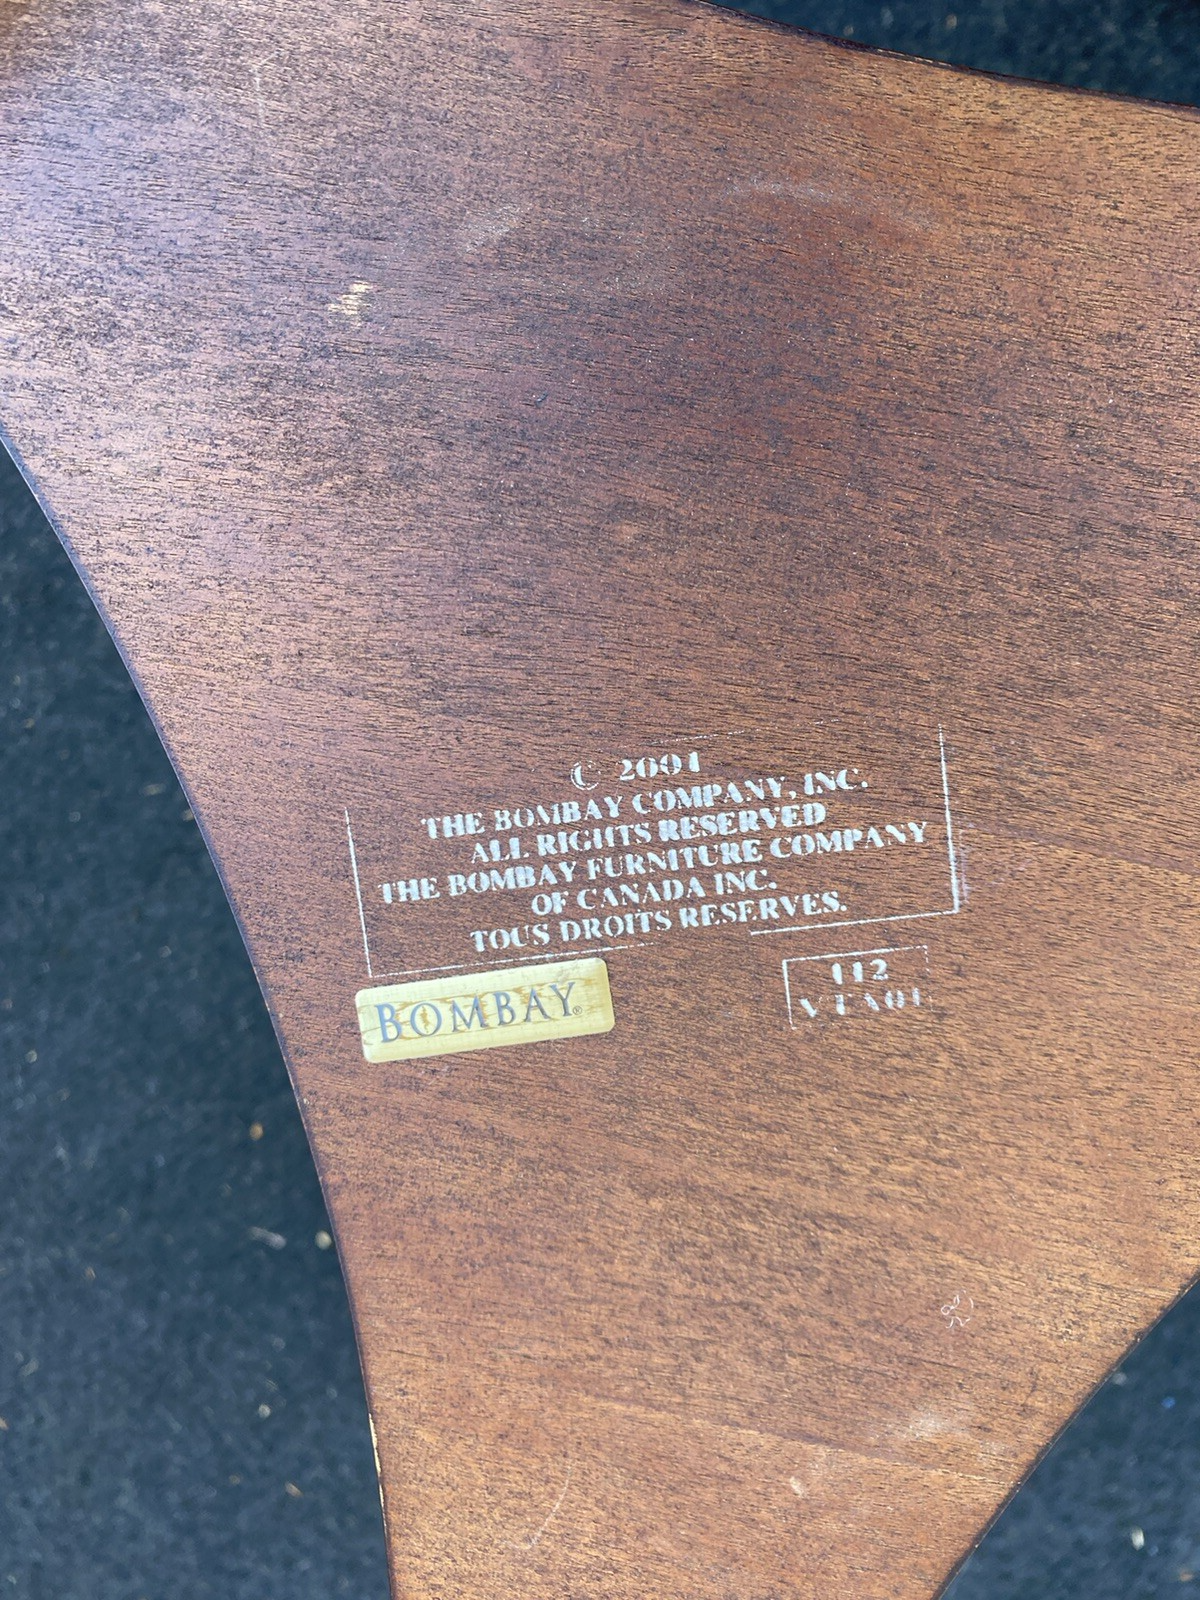 © 2001
THE BOMBAY COMPANY, INC.
ALL RIGHTS RESERVED
THE BOMBAY FURNITURE COMPANY
OF CANADA INC.
TOUS DROITS RESERVES.
BOMBAY®
112